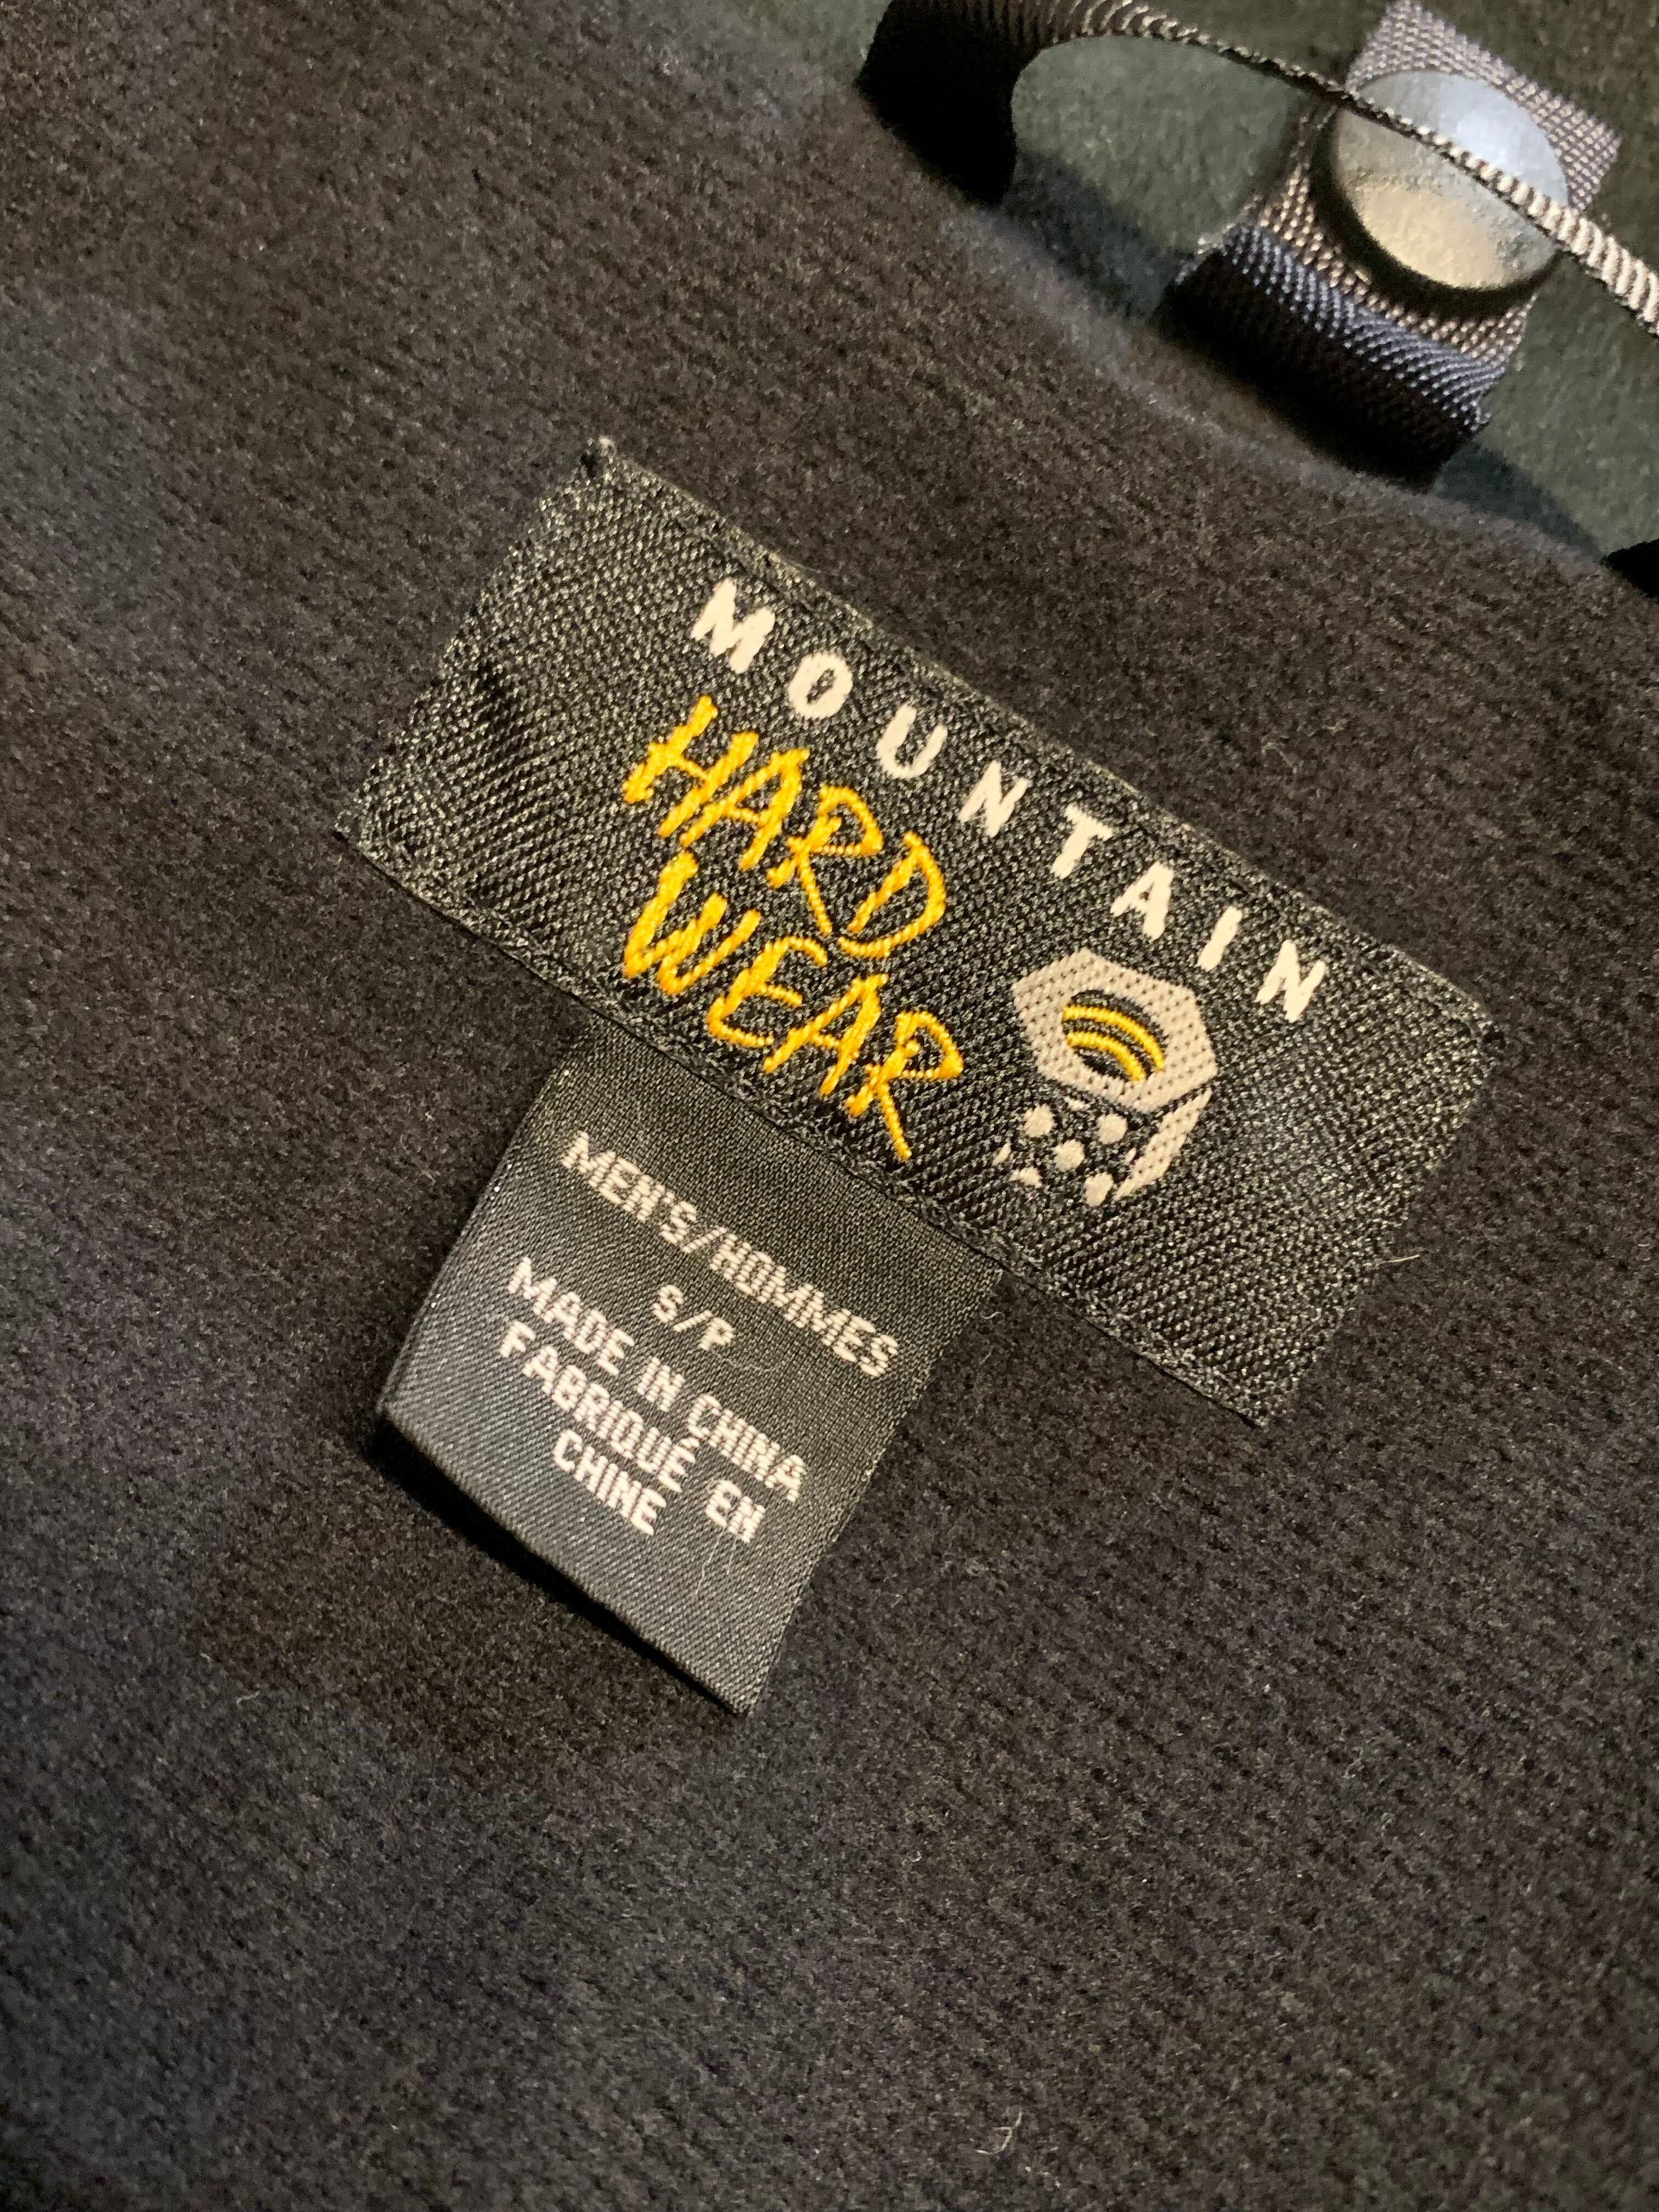 MOUNTAIN
HARD
WEAR
MEN'S/HOMMES
S/P
MADE IN CHINA
FABRIQUÉ EN
CHINE